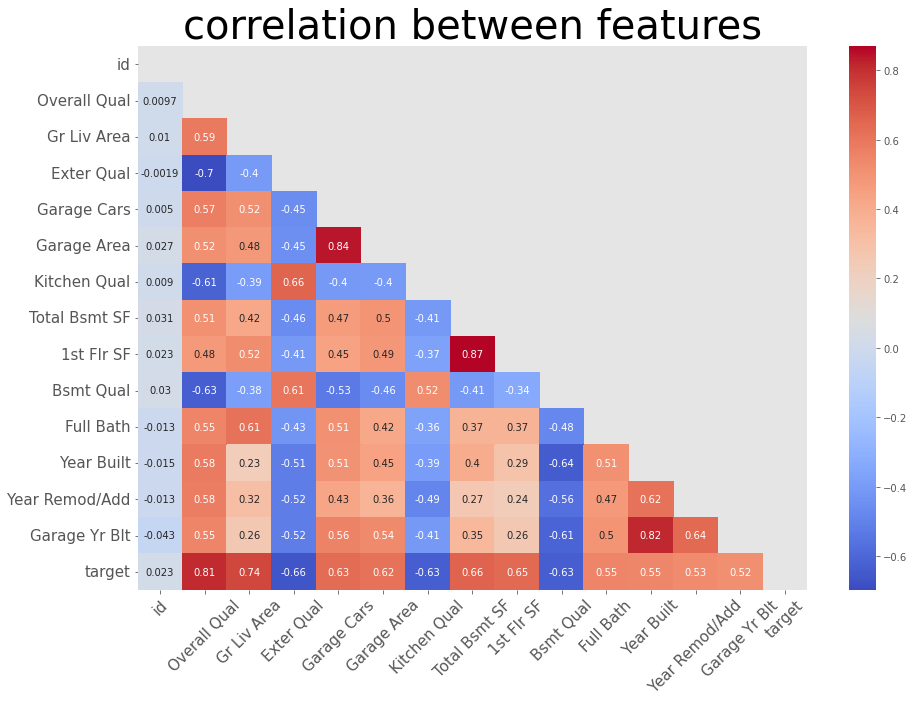 correlation between features
id
Overall Qual 0.0097
Gr Liv Area 0.01 0.59
Exter Qual -0.0019 -0.7 -0.4
Garage Cars 0.005 0.57 0.52 -0.45
Garage Area 0.027 0.52 0.48 -0.45 0.84
Kitchen Qual 0.009 -0.61 -0.39 0.66 -0.4 -0.4
Total Bsmt SF 0.031 0.51 0.42 -0.46 0.47 0.5 -0.41
1st Flr SF 0.023 0.48 0.52 -0.41 0.45 0.49 -0.37 0.87
Bsmt Qual 0.03 -0.63 -0.38 0.61 -0.53 -0.46 0.52 -0.41 -0.34
Full Bath -0.013 0.55 0.61 -0.43 0.51 0.42 -0.36 0.37 0.37 -0.48
Year Built -0.015 0.58 0.23 -0.51 0.51 0.45 -0.39 0.4 0.29 -0.64 0.51
Year Remod/Add -0.013 0.58 0.32 -0.52 0.43 0.36 -0.49 0.27 0.24 -0.56 0.47 0.62
Garage Yr Blt -0.043 0.55 0.26 -0.52 0.56 0.54 -0.41 0.35 0.26 -0.61 0.5 0.82 0.64
target 0.023 0.81 0.74 -0.66 0.63 0.62 -0.63 0.66 0.65 -0.63 0.55 0.55 0.53 0.52
id
Overall Qual
Gr Liv Area
Exter Qual
Garage Cars
Garage Area
Kitchen Qual
Total Bsmt SF
1st Flr SF
Bsmt Qual
Full Bath
Year Built
Year Remod/Add
Garage Yr Blt
target
0.8
0.6
0.4
0.2
0.0
−0.2
−0.4
−0.6